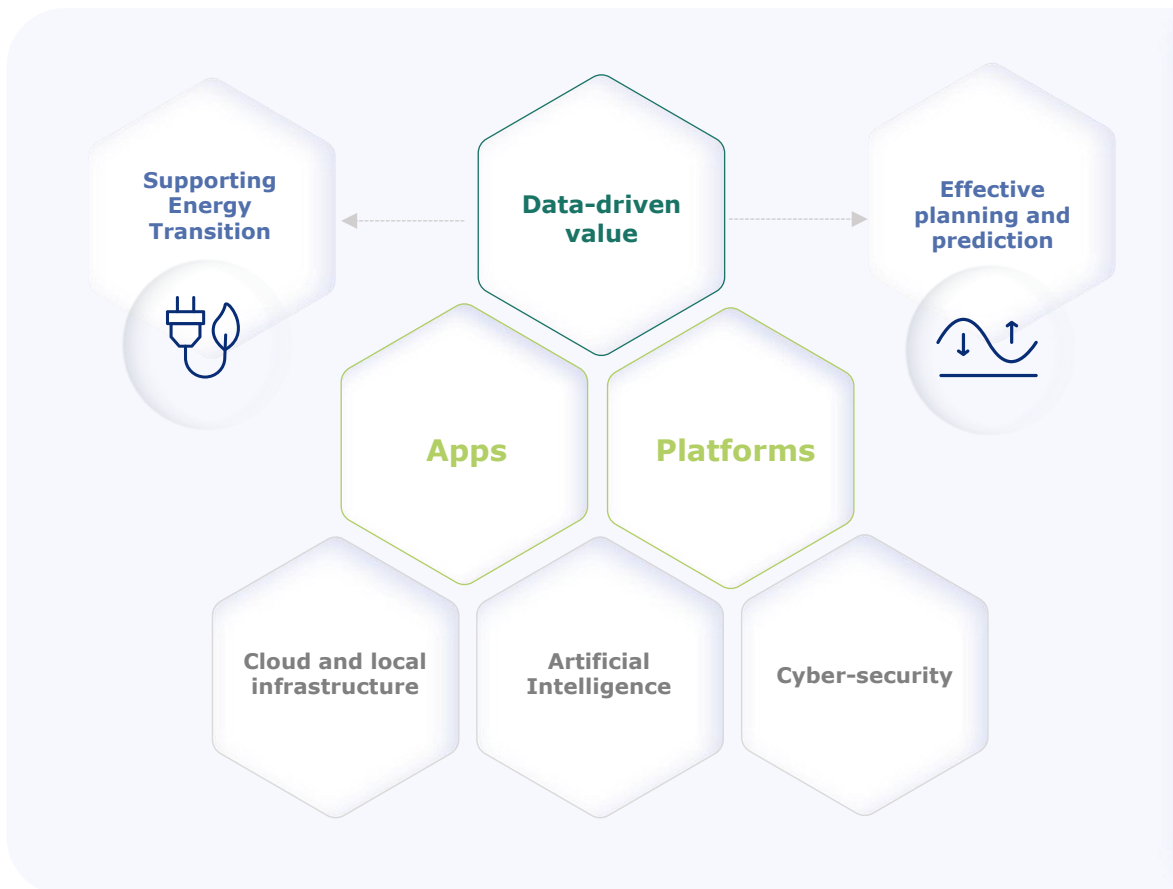 Supporting
Energy
Transition
Data-driven
value
Effective
planning and
prediction
Apps
Platforms
Cloud and local
infrastructure
Artificial
Intelligence
Cyber-security